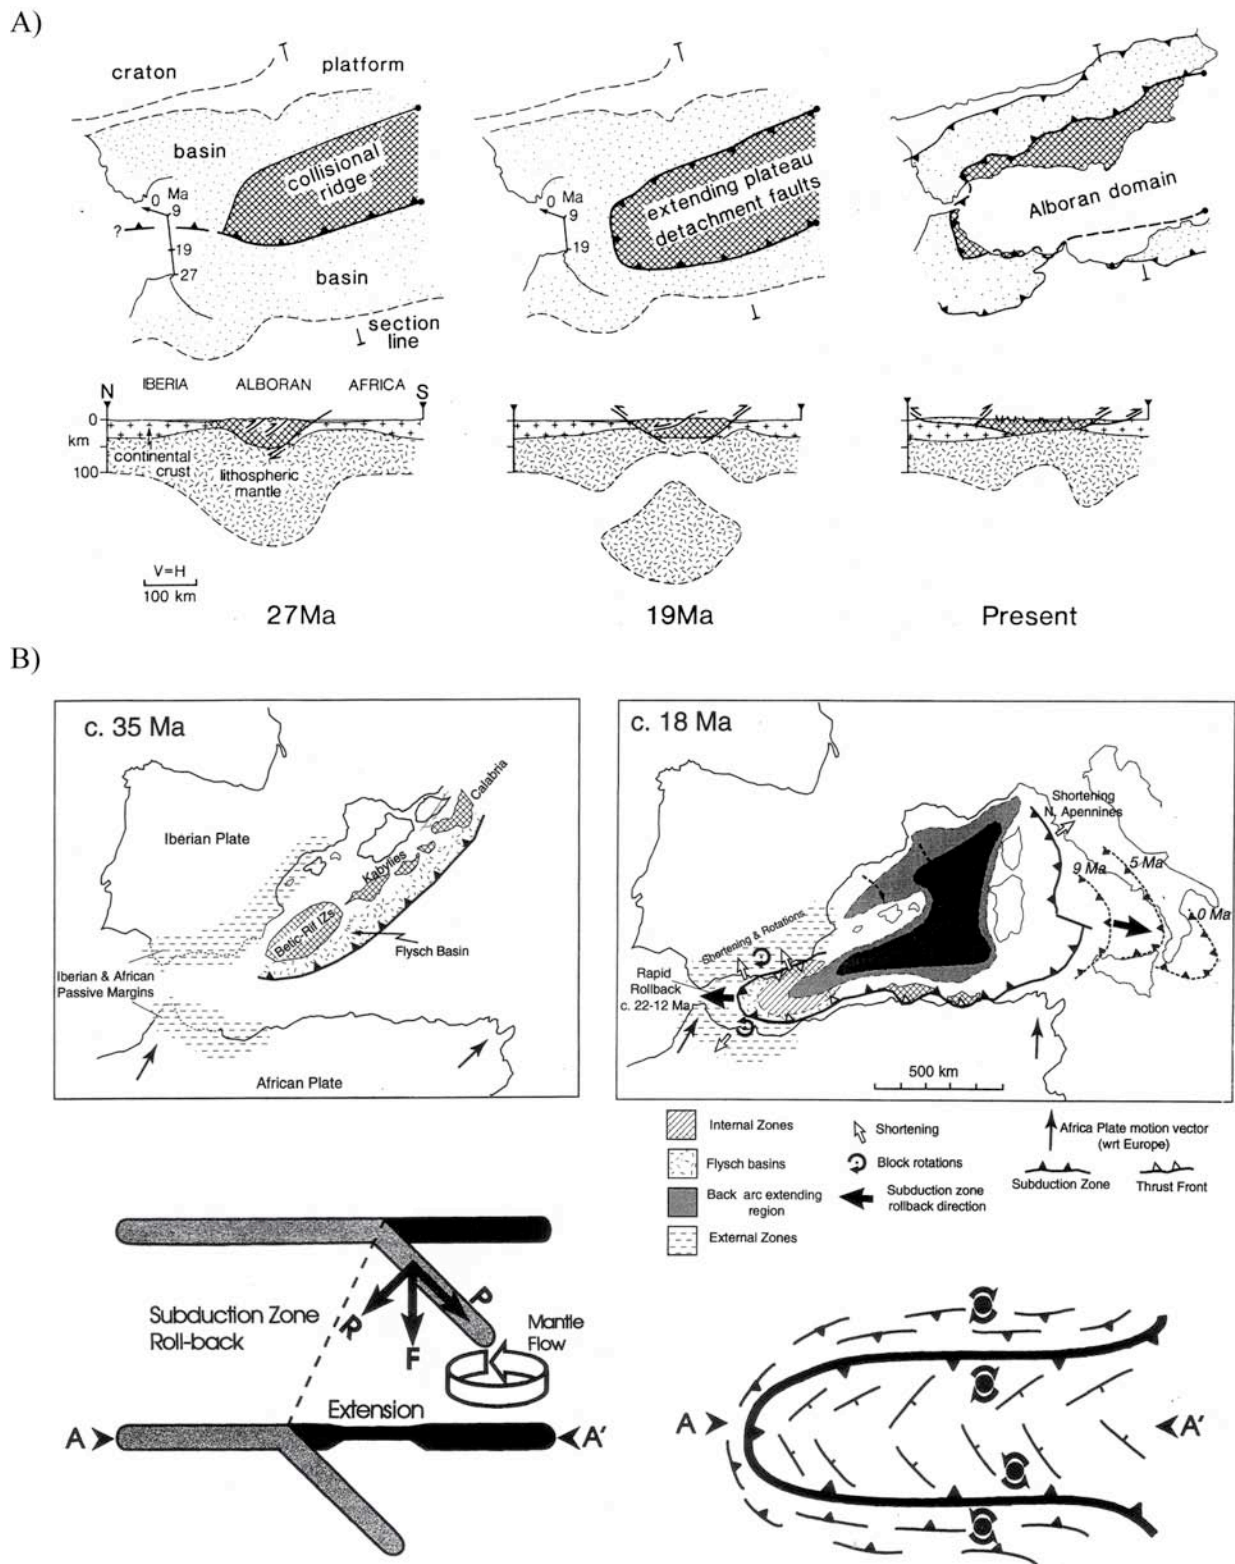 A)
craton
platform
basin
collisional
ridge
0 Ma
9
?
19
27
basin
section
line
0 Ma
9
19
extending plateau
detachment faults
Alboran domain
N IBERIA ALBORAN AFRICA S
0
km
100
continental
crust
lithospheric
mantle
V=H
100 km
27Ma
19Ma
Present
B)
c. 35 Ma
Calabria
Iberian Plate
Kabylies
Betic-Rif IZs
Flysch Basin
Iberian & African
Passive Margins
African Plate
c. 18 Ma
Shortening
N. Apennines
9 Ma
5 Ma
0 Ma
Shortening & Rotations
Rapid
Rollback
c. 22-12 Ma
500 km
Internal Zones
Flysch basins
Back arc extending
region
External Zones
Shortening
Block rotations
Subduction zone
rollback direction
Africa Plate motion vector
(wrt Europe)
Subduction Zone
Thrust Front
Subduction Zone
Roll-back
R
F
P
Mantle
Flow
Extension
A
A'
A
A'